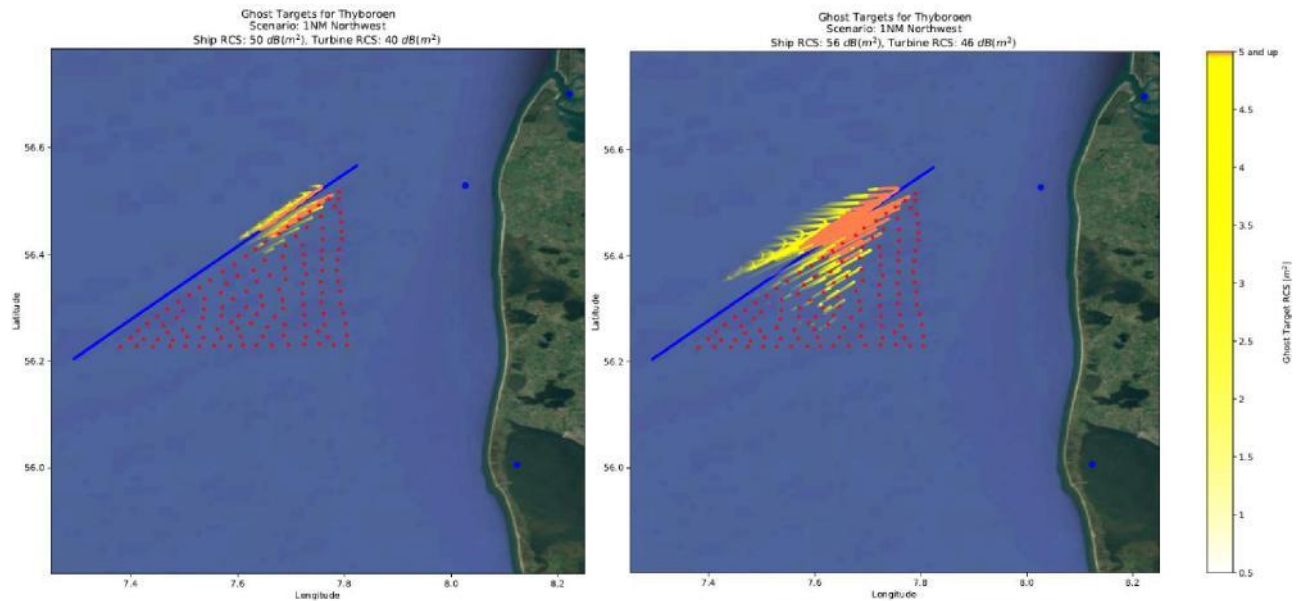 Ghost Targets for Thyboroen
Scenario: 1NM Northwest
Ship RCS: 50 dB(m²), Turbine RCS: 40 dB(m²)
56.6
56.4
56.2
56.0
Latitude
7.4
7.6
7.8
8.0
8.2
Longitude
Ghost Targets for Thyboroen
Scenario: 1NM Northwest
Ship RCS: 56 dB(m²), Turbine RCS: 46 dB(m²)
56.6
56.4
56.2
56.0
Latitude
7.4
7.6
7.8
8.0
8.2
Longitude
5 and up
4.5
4
3.5
3
2.5
2
1.5
1
0.5
Ghost Target RCS [m²]